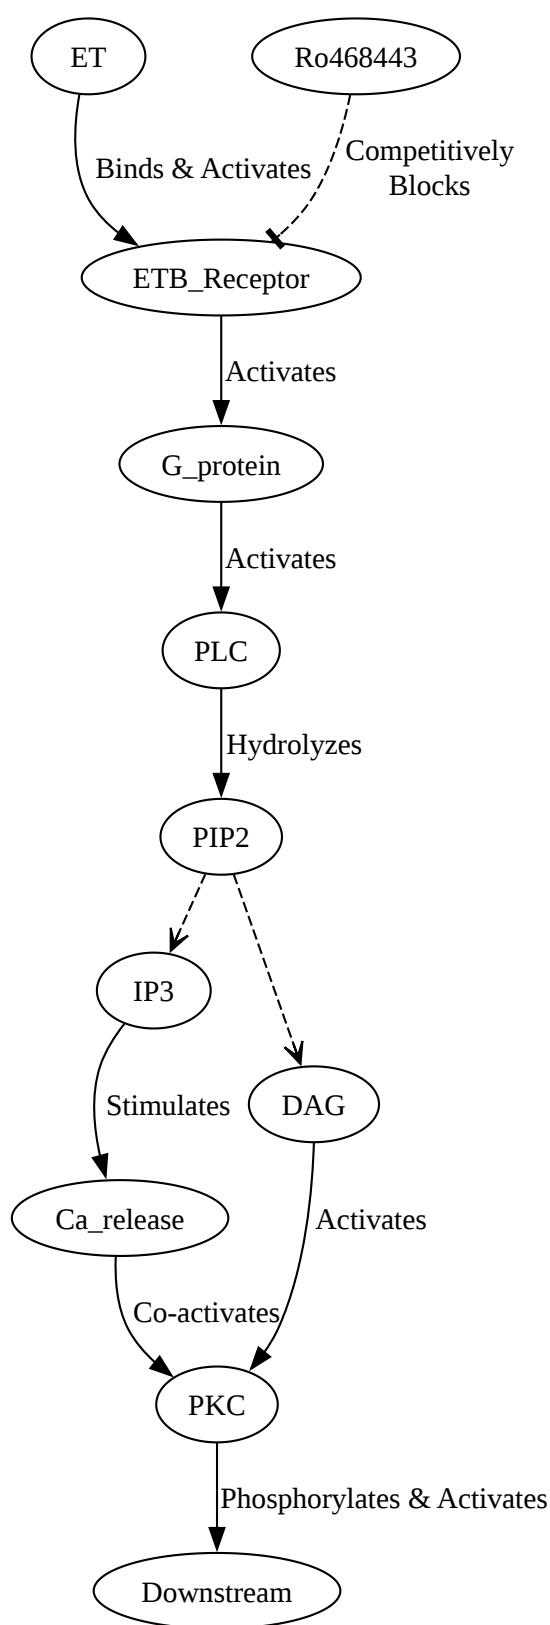 ET
Ro468443
Binds & Activates
Competitively
Blocks
ETB_Receptor
Activates
G_protein
Activates
PLC
Hydrolyzes
PIP2
IP3
DAG
Stimulates
Ca_release
Activates
Co-activates
PKC
Phosphorylates & Activates
Downstream